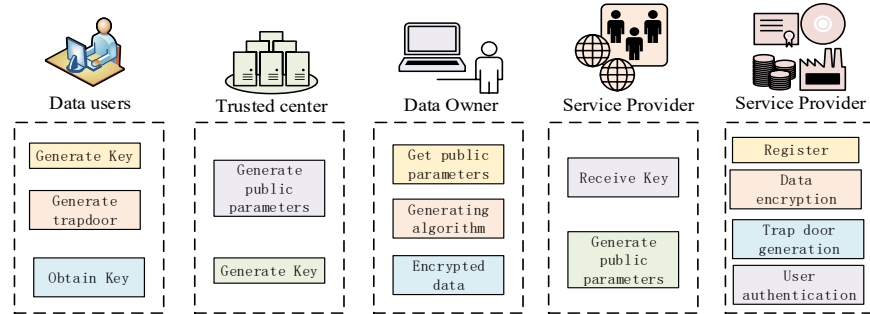 Data users
Trusted center
Data Owner
Service Provider
Service Provider
Generate Key
Generate
trapdoor
Obtain Key
Generate
public
parameters
Generate Key
Get public
parameters
Generating
algorithm
Encrypted
data
Receive Key
Generate
public
parameters
Register
Data
encryption
Trap door
generation
User
authentication